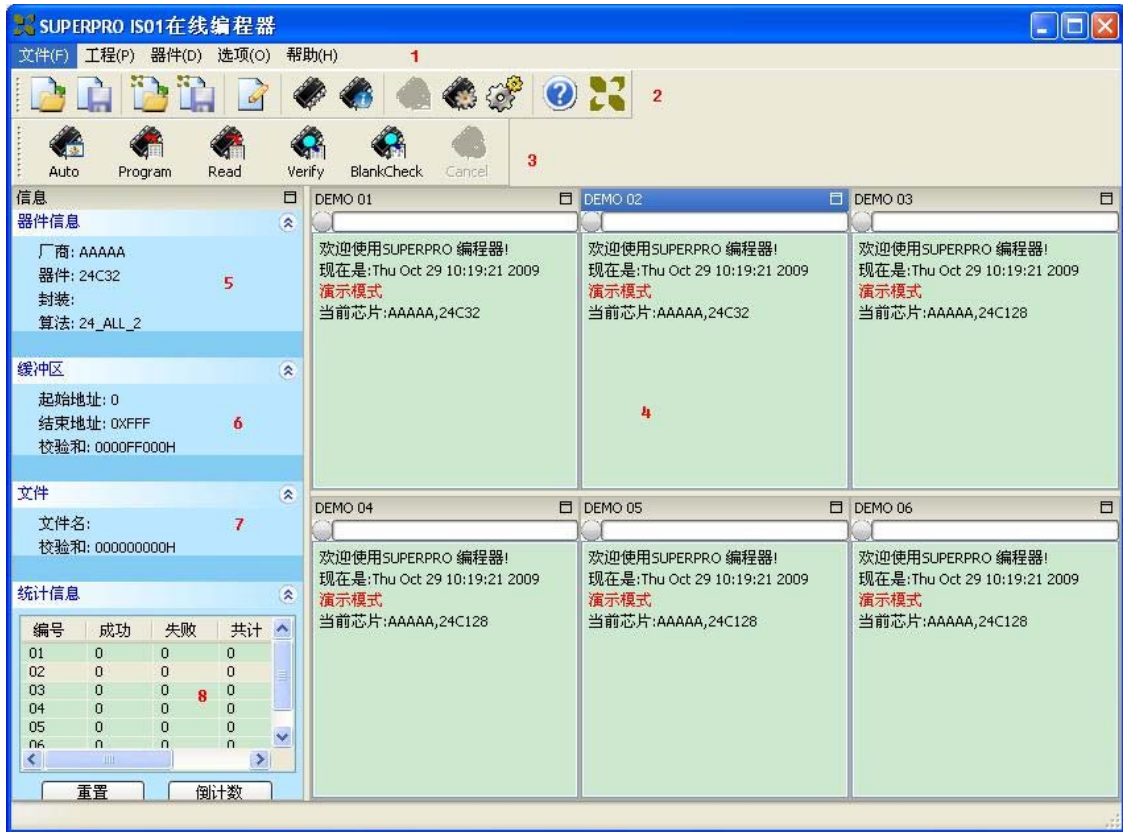 SUPERPRO IS01在线编程器
文件(F) 工程(P) 器件(D) 选项(O) 帮助(H) 1
2
Auto Program Read Verify BlankCheck Cancel 3
信息
器件信息
厂商: AAAAA
器件: 24C32
封装:
算法: 24_ALL_2
5
缓冲区
起始地址: 0
结束地址: 0XFFF
校验和: 0000FF000H
6
文件
文件名:
校验和: 000000000H
7
统计信息
编号 成功 失败 共计
01 0 0 0
02 0 0 0
03 0 0 0
04 0 0 0
05 0 0 0
06 0 0 0
8
重置 倒计数
DEMO 01
欢迎使用SUPERPRO 编程器!
现在是:Thu Oct 29 10:19:21 2009
演示模式
当前芯片:AAAAA,24C32
DEMO 02
欢迎使用SUPERPRO 编程器!
现在是:Thu Oct 29 10:19:21 2009
演示模式
当前芯片:AAAAA,24C32
4
DEMO 03
欢迎使用SUPERPRO 编程器!
现在是:Thu Oct 29 10:19:21 2009
演示模式
当前芯片:AAAAA,24C128
DEMO 04
欢迎使用SUPERPRO 编程器!
现在是:Thu Oct 29 10:19:21 2009
演示模式
当前芯片:AAAAA,24C128
DEMO 05
欢迎使用SUPERPRO 编程器!
现在是:Thu Oct 29 10:19:21 2009
演示模式
当前芯片:AAAAA,24C128
DEMO 06
欢迎使用SUPERPRO 编程器!
现在是:Thu Oct 29 10:19:21 2009
演示模式
当前芯片:AAAAA,24C128